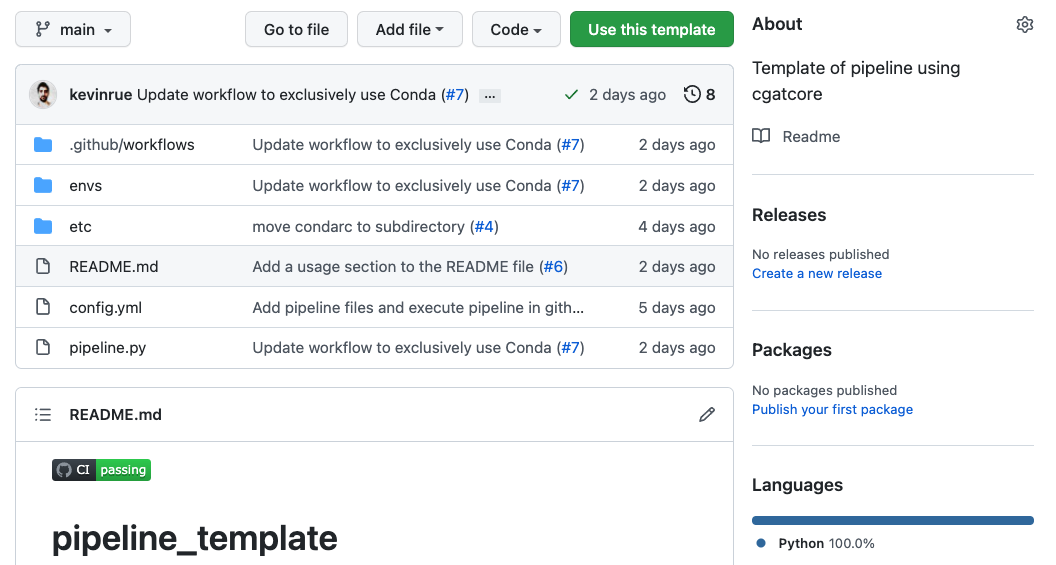 main
Go to file
Add file
Code
Use this template
kevinrue Update workflow to exclusively use Conda (#7) ... 2 days ago 8
.github/workflows Update workflow to exclusively use Conda (#7) 2 days ago
envs Update workflow to exclusively use Conda (#7) 2 days ago
etc move condarc to subdirectory (#4) 4 days ago
README.md Add a usage section to the README file (#6) 2 days ago
config.yml Add pipeline files and execute pipeline in gith... 5 days ago
pipeline.py Update workflow to exclusively use Conda (#7) 2 days ago
README.md
CI passing
pipeline_template
About
Template of pipeline using
cgatcore
Readme
Releases
No releases published
Create a new release
Packages
No packages published
Publish your first package
Languages
Python 100.0%